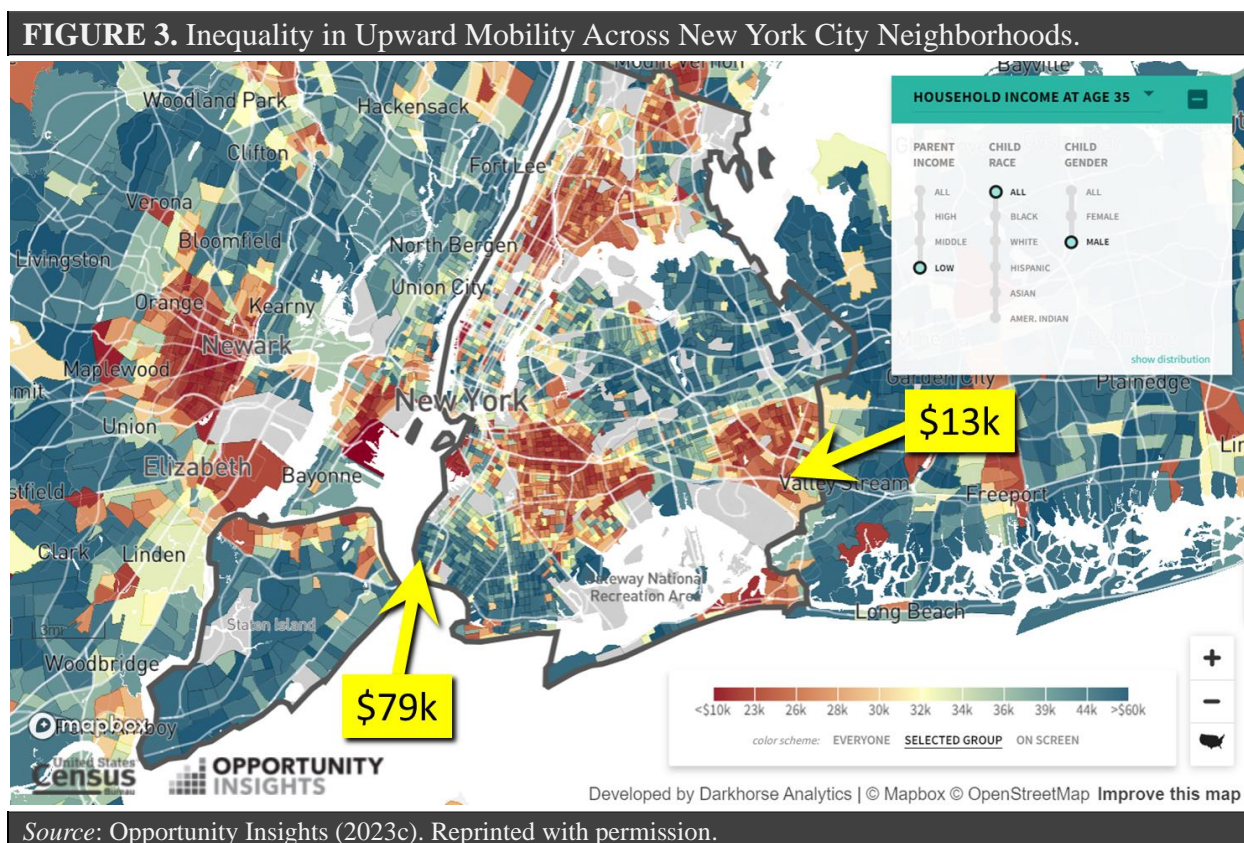 FIGURE 3. Inequality in Upward Mobility Across New York City Neighborhoods.
Mount Vernon
Bayville
Woodland Park
Hackensack
HOUSEHOLD INCOME AT AGE 35
Clifton
Fort Lee
PARENT INCOME
CHILD RACE
CHILD GENDER
ALL
ALL
ALL
HIGH
BLACK
FEMALE
MIDDLE
WHITE
MALE
LOW
HISPANIC
ASIAN
AMER. INDIAN
show distribution
Verona
Bloomfield
North Bergen
Livingston
Union City
Orange
Kearny
Newark
Maplewood
Garden City
Plainedge
New York
$13k
Union
Elizabeth
Bayonne
Valley Stream
Freeport
Clark
Linden
Gateway National
Recreation Area
Long Beach
3mi
Staten Island
Woodbridge
$79k
<$10k 23k 26k 28k 30k 32k 34k 36k 39k 44k >$60k
color scheme: EVERYONE SELECTED GROUP ON SCREEN
+
−
mapbox
Amboy
United States
Census
Bureau
OPPORTUNITY
INSIGHTS
Developed by Darkhorse Analytics | © Mapbox © OpenStreetMap Improve this map
Source: Opportunity Insights (2023c). Reprinted with permission.